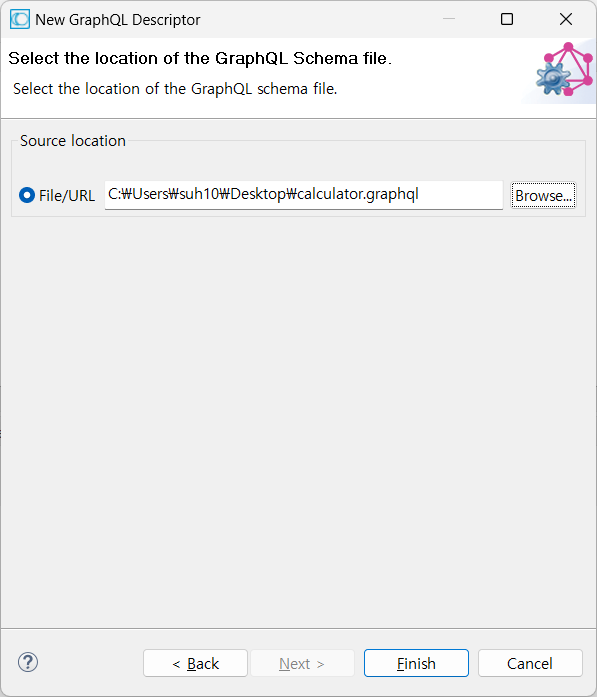 New GraphQL Descriptor
Select the location of the GraphQL Schema file.
Select the location of the GraphQL schema file.
Source location
File/URL C:₩Users₩suh10₩Desktop₩calculator.graphql Browse...
? < Back Next > Finish Cancel